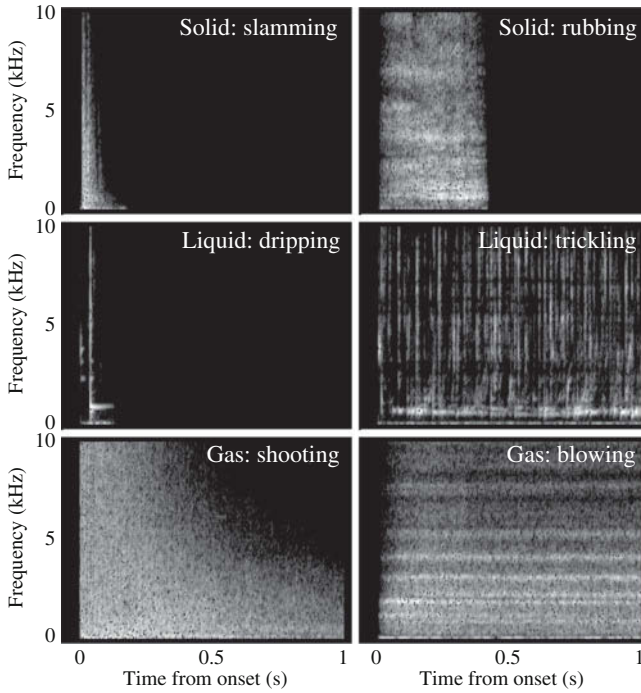 Solid: slamming
Solid: rubbing
Frequency (kHz)
10
5
0
Liquid: dripping
Liquid: trickling
Frequency (kHz)
10
5
0
Gas: shooting
Gas: blowing
Frequency (kHz)
10
5
0
0 0.5 1 0 0.5 1
Time from onset (s) Time from onset (s)